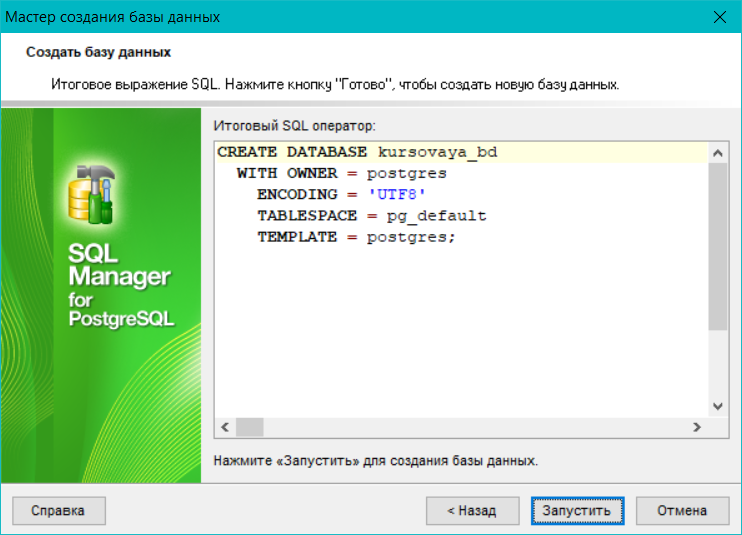 Мастер создания базы данных
Создать базу данных
Итоговое выражение SQL. Нажмите кнопку "Готово", чтобы создать новую базу данных.
SQL
Manager
for
PostgreSQL
Итоговый SQL оператор:
CREATE DATABASE kursovaya_bd
WITH OWNER = postgres
ENCODING = 'UTF8'
TABLESPACE = pg_default
TEMPLATE = postgres;
Нажмите «Запустить» для создания базы данных.
Справка
< Назад
Запустить
Отмена